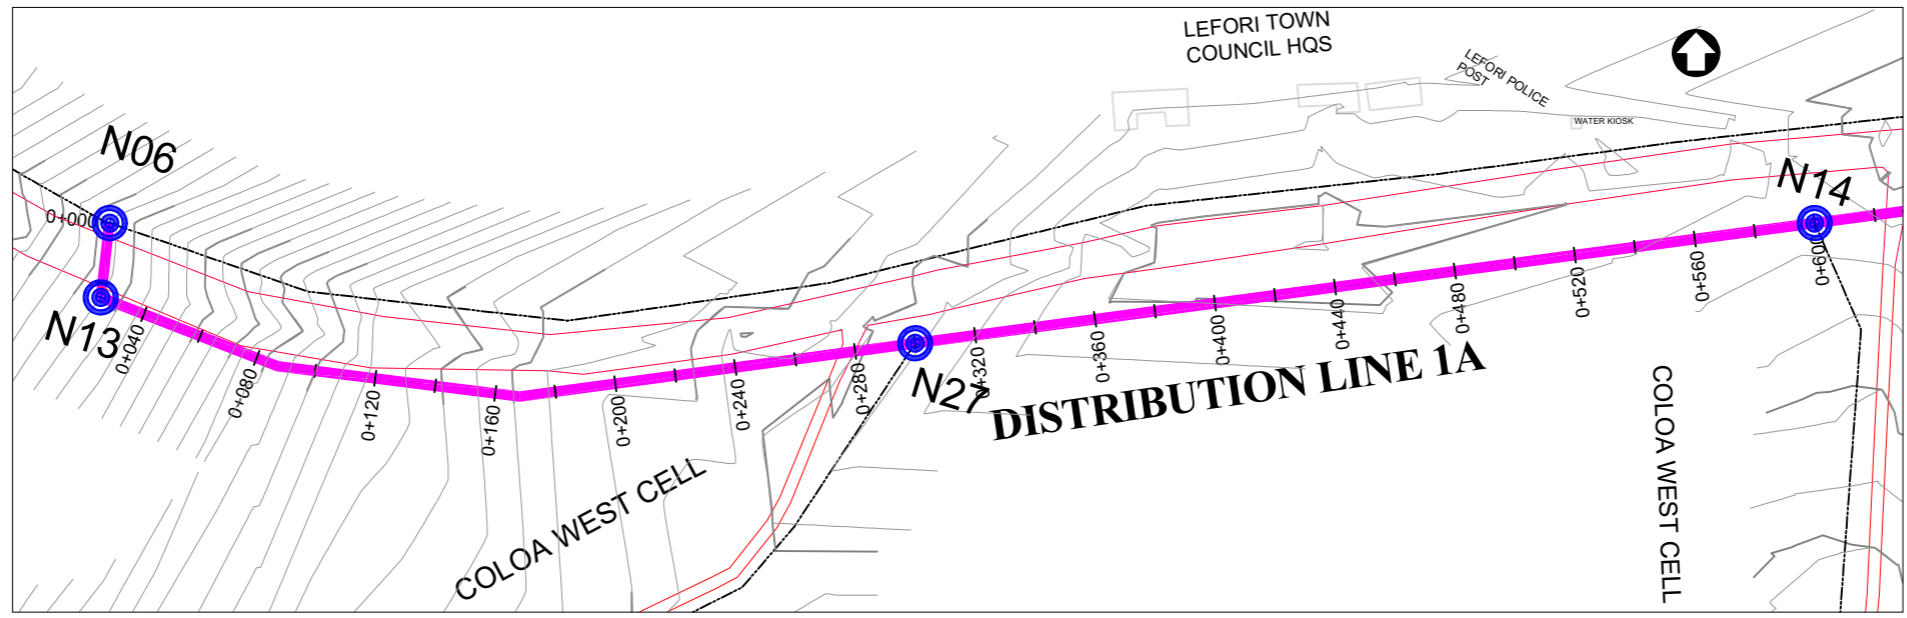 LEFORI TOWN
COUNCIL HQS
LEFORI POLICE
POST
WATER KIOSK
N06
N14
0+000
N13
0+040
0+080
0+120
0+160
0+200
0+240
0+280
N27
0+320
0+360
0+400
0+440
0+480
0+520
0+560
0+600
DISTRIBUTION LINE 1A
COLOA WEST CELL
COLOA WEST CELL